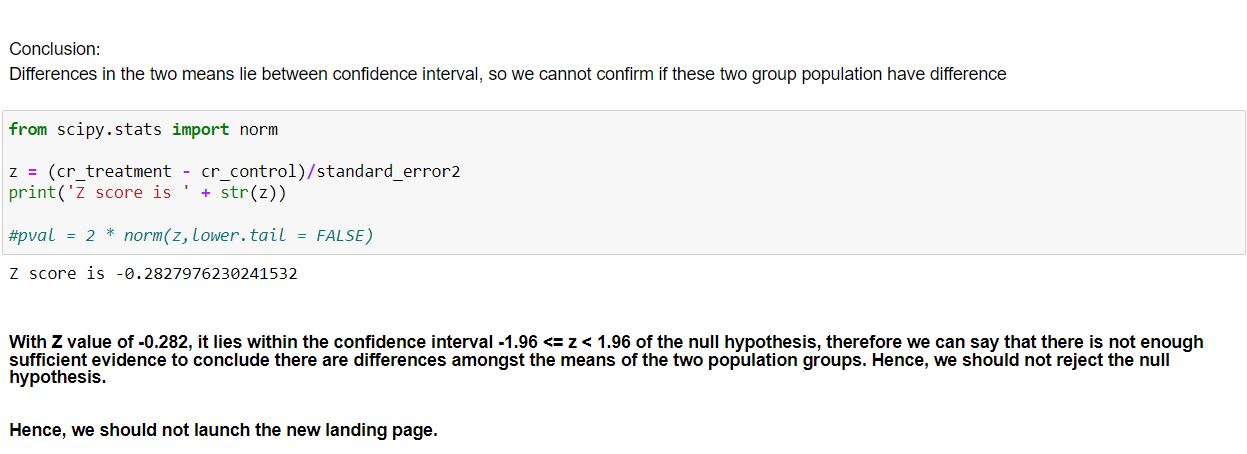 Conclusion:
Differences in the two means lie between confidence interval, so we cannot confirm if these two group population have difference
from scipy.stats import norm
z = (cr_treatment - cr_control)/standard_error2
print('Z score is ' + str(z))
#pval = 2 * norm(z,lower.tail = FALSE)
Z score is -0.2827976230241532
With Z value of -0.282, it lies within the confidence interval -1.96 <= z < 1.96 of the null hypothesis, therefore we can say that there is not enough
sufficient evidence to conclude there are differences amongst the means of the two population groups. Hence, we should not reject the null
hypothesis.
Hence, we should not launch the new landing page.